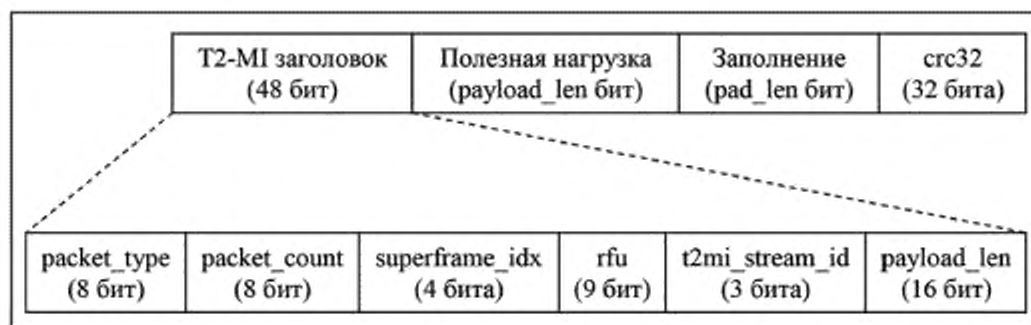 T2-MI заголовок Полезная нагрузка Заполнение crc32
(48 бит) (payload_len бит) (pad_len бит) (32 бита)
packet_type packet_count superframe_idx rfu t2mi_stream_id payload_len
(8 бит) (8 бит) (4 бита) (9 бит) (3 бита) (16 бит)